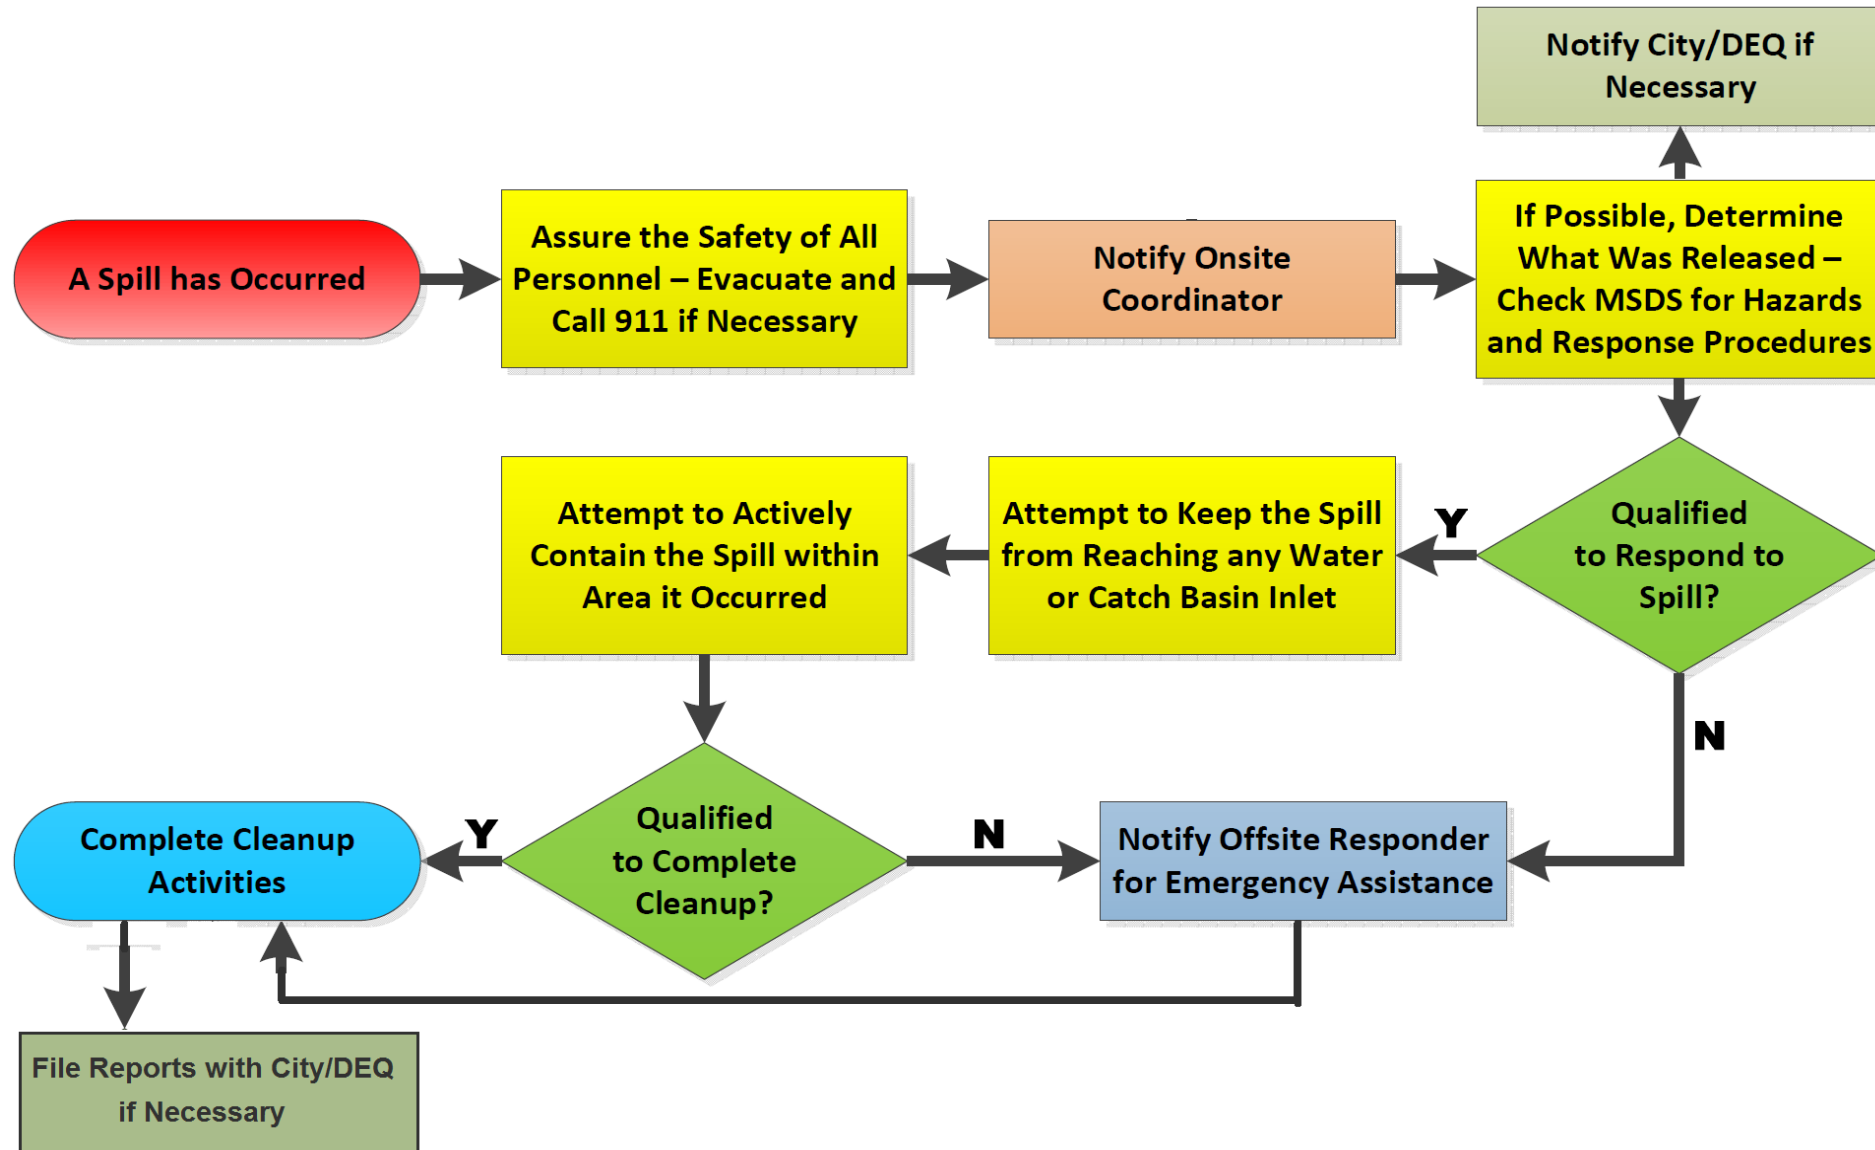 Notify City/DEQ if
Necessary
A Spill has Occurred
Assure the Safety of All
Personnel – Evacuate and
Call 911 if Necessary
Notify Onsite
Coordinator
If Possible, Determine
What Was Released –
Check MSDS for Hazards
and Response Procedures
Qualified
to Respond to
Spill?
Y
N
Attempt to Keep the Spill
from Reaching any Water
or Catch Basin Inlet
Attempt to Actively
Contain the Spill within
Area it Occurred
Qualified
to Complete
Cleanup?
Y
N
Notify Offsite Responder
for Emergency Assistance
Complete Cleanup
Activities
File Reports with City/DEQ
if Necessary